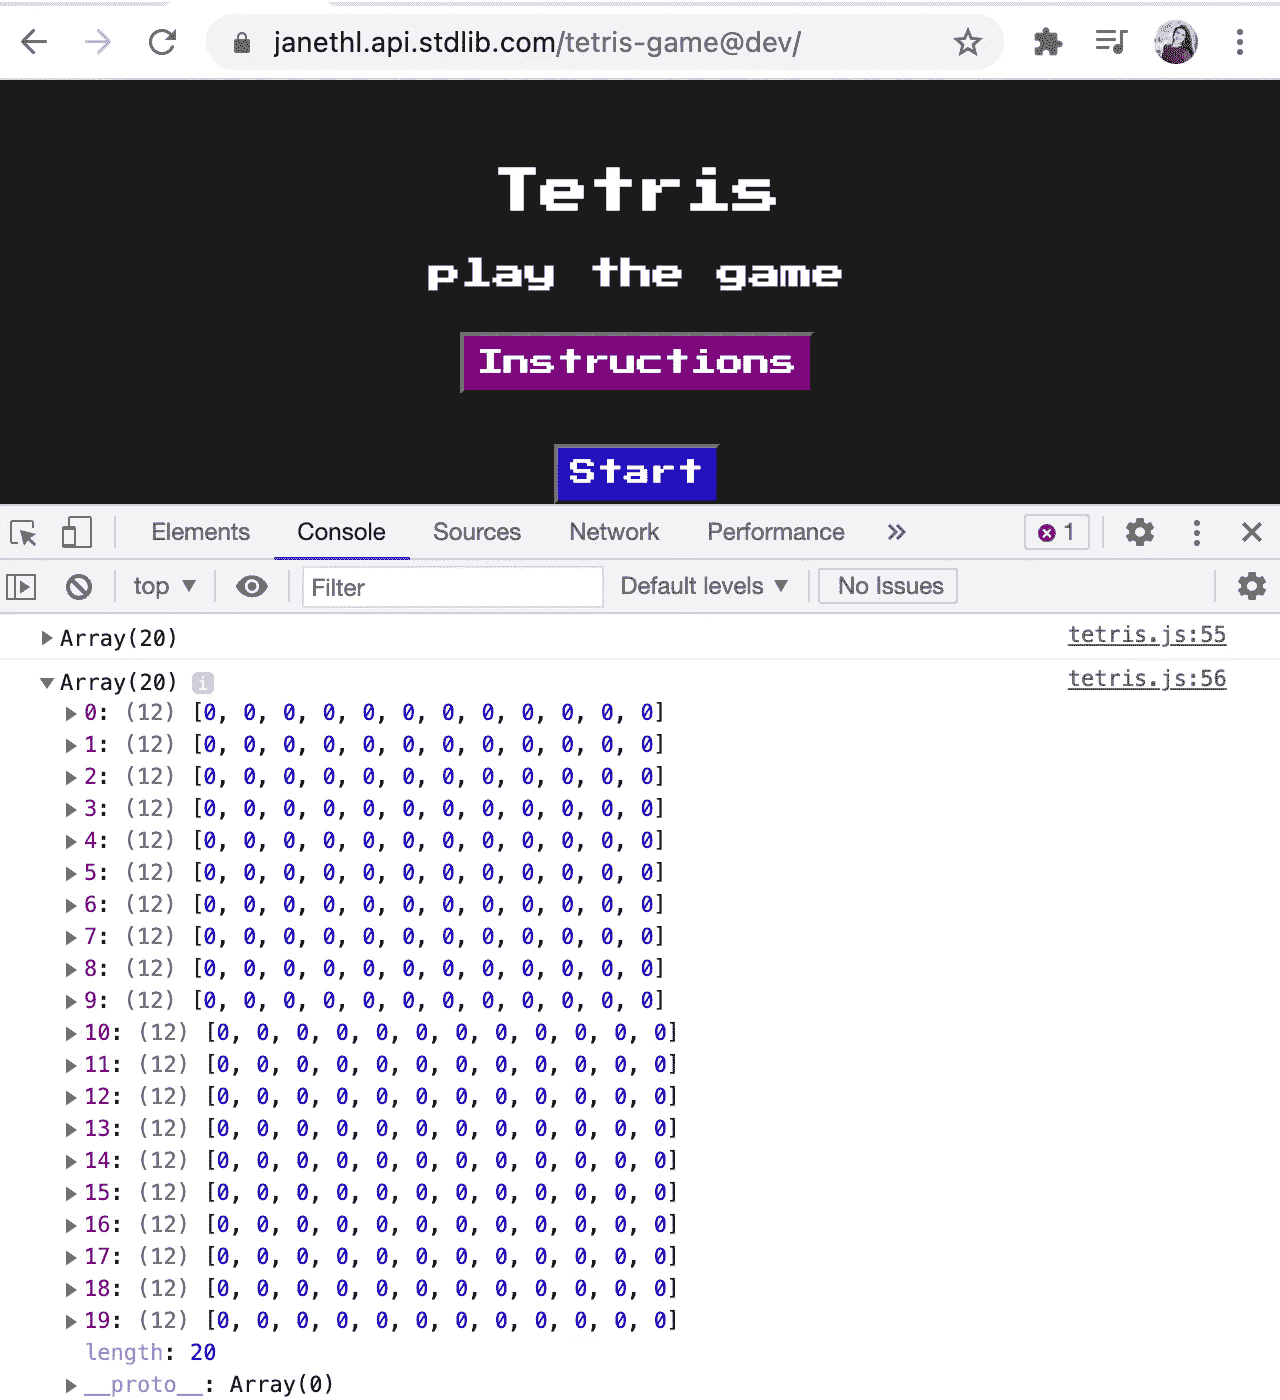 janethl.api.stdlib.com/tetris-game@dev/
Tetris
play the game
Instructions
Start
Elements Console Sources Network Performance » 1
top ▼ Filter Default levels ▼ No Issues
▶ Array(20) tetris.js:55
▼ Array(20) i tetris.js:56
▶ 0: (12) [0, 0, 0, 0, 0, 0, 0, 0, 0, 0, 0, 0]
▶ 1: (12) [0, 0, 0, 0, 0, 0, 0, 0, 0, 0, 0, 0]
▶ 2: (12) [0, 0, 0, 0, 0, 0, 0, 0, 0, 0, 0, 0]
▶ 3: (12) [0, 0, 0, 0, 0, 0, 0, 0, 0, 0, 0, 0]
▶ 4: (12) [0, 0, 0, 0, 0, 0, 0, 0, 0, 0, 0, 0]
▶ 5: (12) [0, 0, 0, 0, 0, 0, 0, 0, 0, 0, 0, 0]
▶ 6: (12) [0, 0, 0, 0, 0, 0, 0, 0, 0, 0, 0, 0]
▶ 7: (12) [0, 0, 0, 0, 0, 0, 0, 0, 0, 0, 0, 0]
▶ 8: (12) [0, 0, 0, 0, 0, 0, 0, 0, 0, 0, 0, 0]
▶ 9: (12) [0, 0, 0, 0, 0, 0, 0, 0, 0, 0, 0, 0]
▶ 10: (12) [0, 0, 0, 0, 0, 0, 0, 0, 0, 0, 0, 0]
▶ 11: (12) [0, 0, 0, 0, 0, 0, 0, 0, 0, 0, 0, 0]
▶ 12: (12) [0, 0, 0, 0, 0, 0, 0, 0, 0, 0, 0, 0]
▶ 13: (12) [0, 0, 0, 0, 0, 0, 0, 0, 0, 0, 0, 0]
▶ 14: (12) [0, 0, 0, 0, 0, 0, 0, 0, 0, 0, 0, 0]
▶ 15: (12) [0, 0, 0, 0, 0, 0, 0, 0, 0, 0, 0, 0]
▶ 16: (12) [0, 0, 0, 0, 0, 0, 0, 0, 0, 0, 0, 0]
▶ 17: (12) [0, 0, 0, 0, 0, 0, 0, 0, 0, 0, 0, 0]
▶ 18: (12) [0, 0, 0, 0, 0, 0, 0, 0, 0, 0, 0, 0]
▶ 19: (12) [0, 0, 0, 0, 0, 0, 0, 0, 0, 0, 0, 0]
length: 20
▶ __proto__: Array(0)